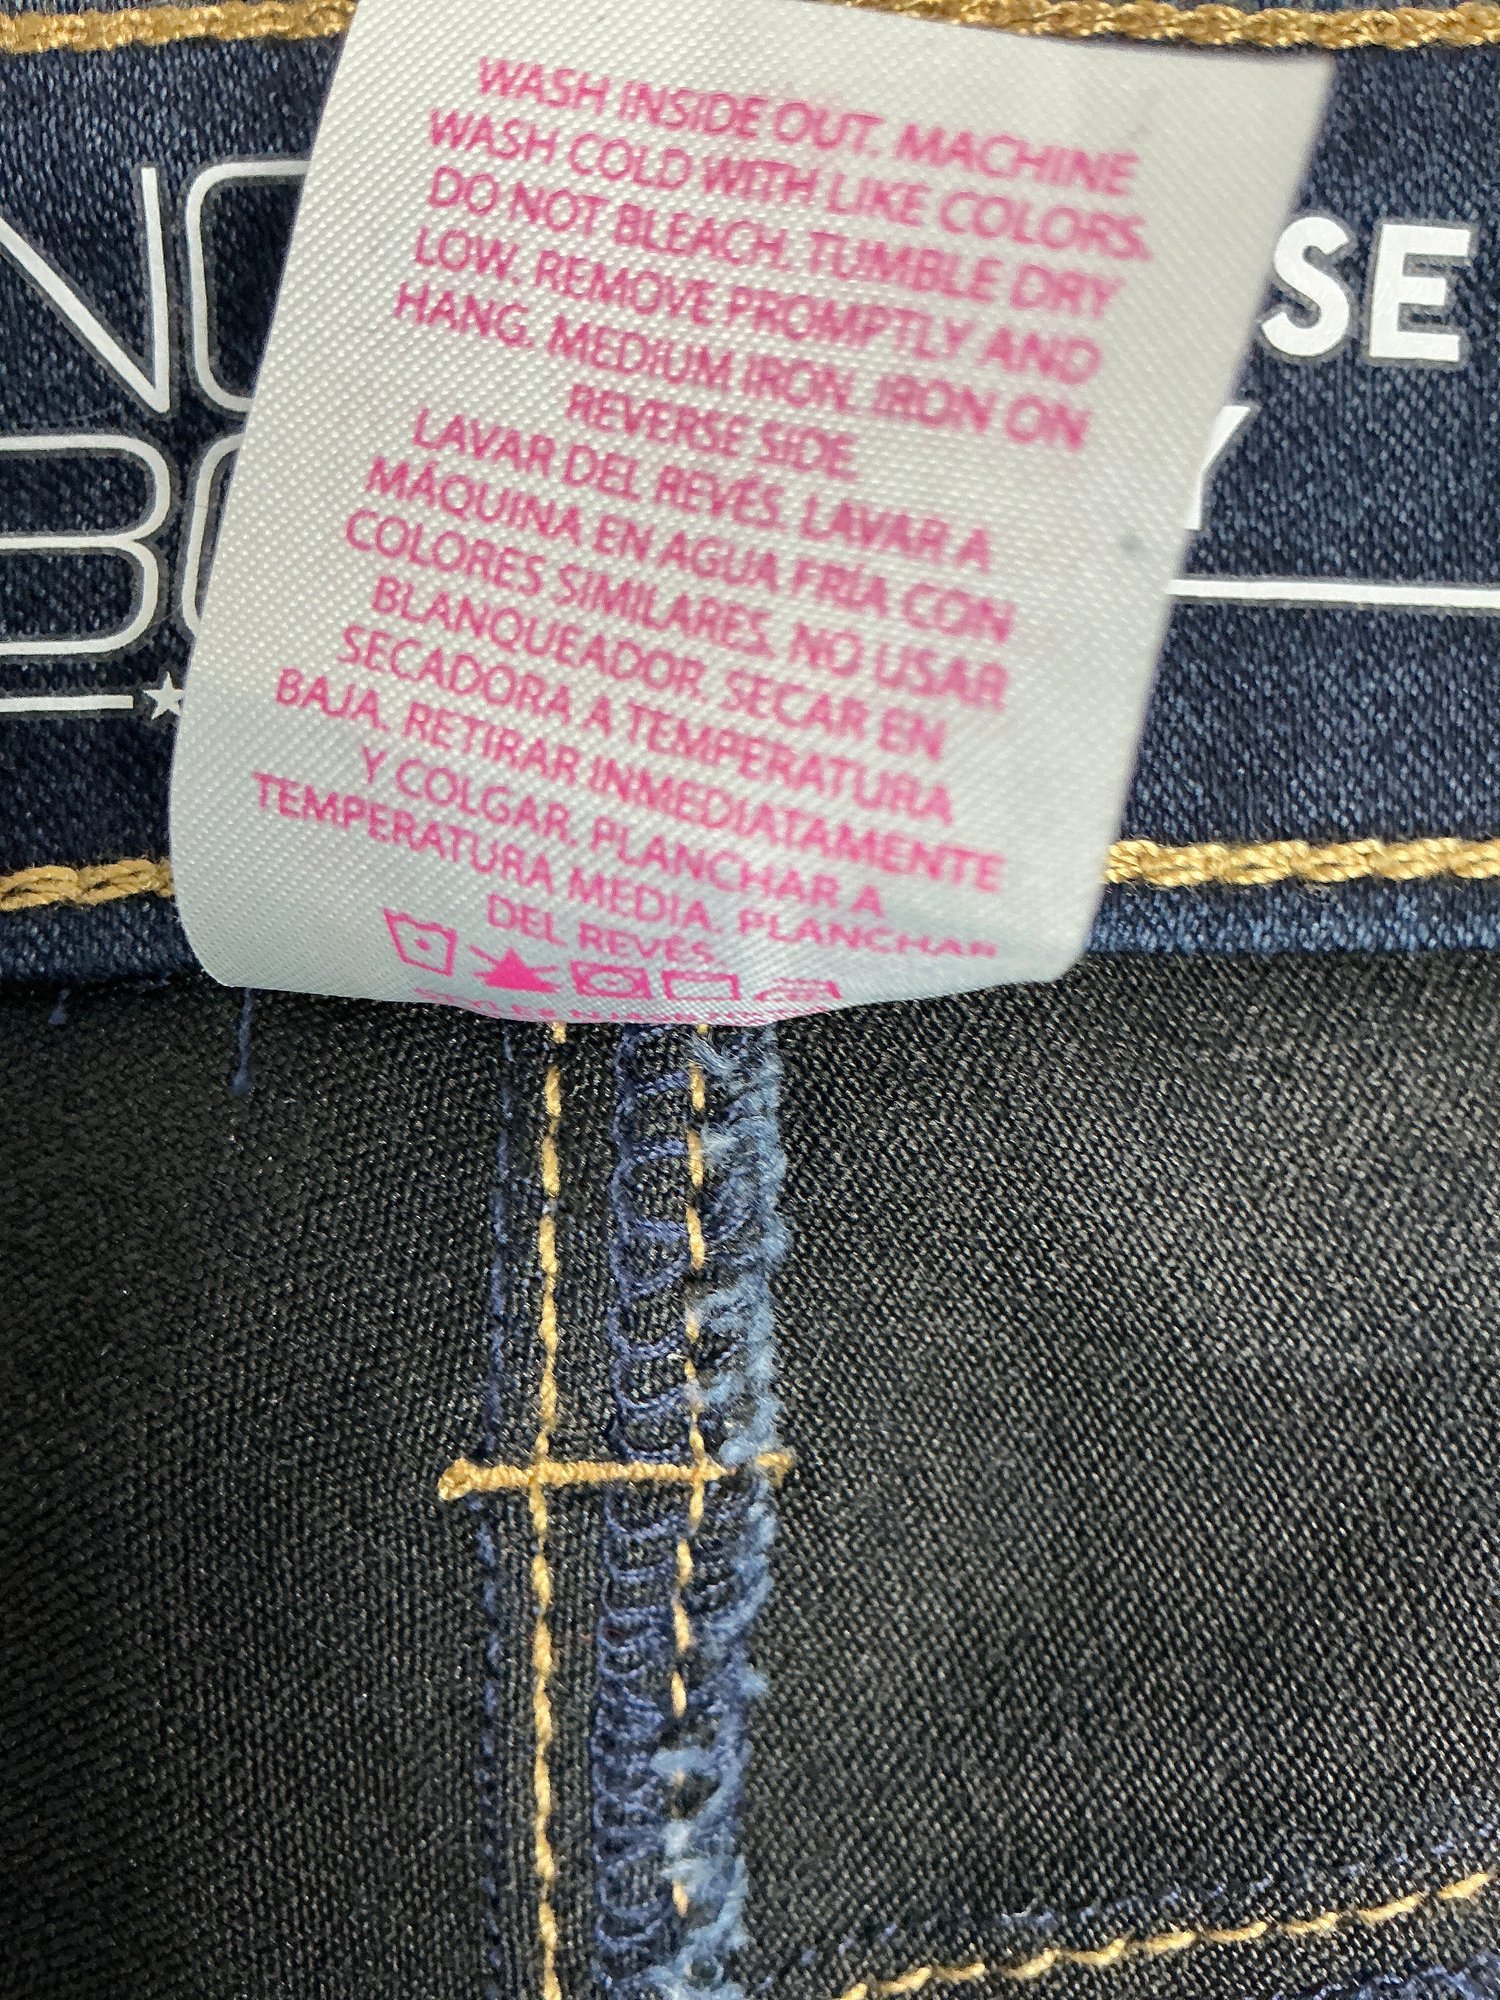 WASH INSIDE OUT. MACHINE
WASH COLD WITH LIKE COLORS.
DO NOT BLEACH. TUMBLE DRY
LOW. REMOVE PROMPTLY AND
HANG. MEDIUM IRON. IRON ON
REVERSE SIDE.
LAVAR DEL REVÉS. LAVAR A
MÁQUINA EN AGUA FRÍA CON
COLORES SIMILARES. NO USAR
BLANQUEADOR. SECAR EN
SECADORA A TEMPERATURA
BAJA. RETIRAR INMEDIATAMENTE
Y COLGAR. PLANCHAR A
TEMPERATURA MEDIA. PLANCHAR
DEL REVÉS.
NO
SE
BO
Y